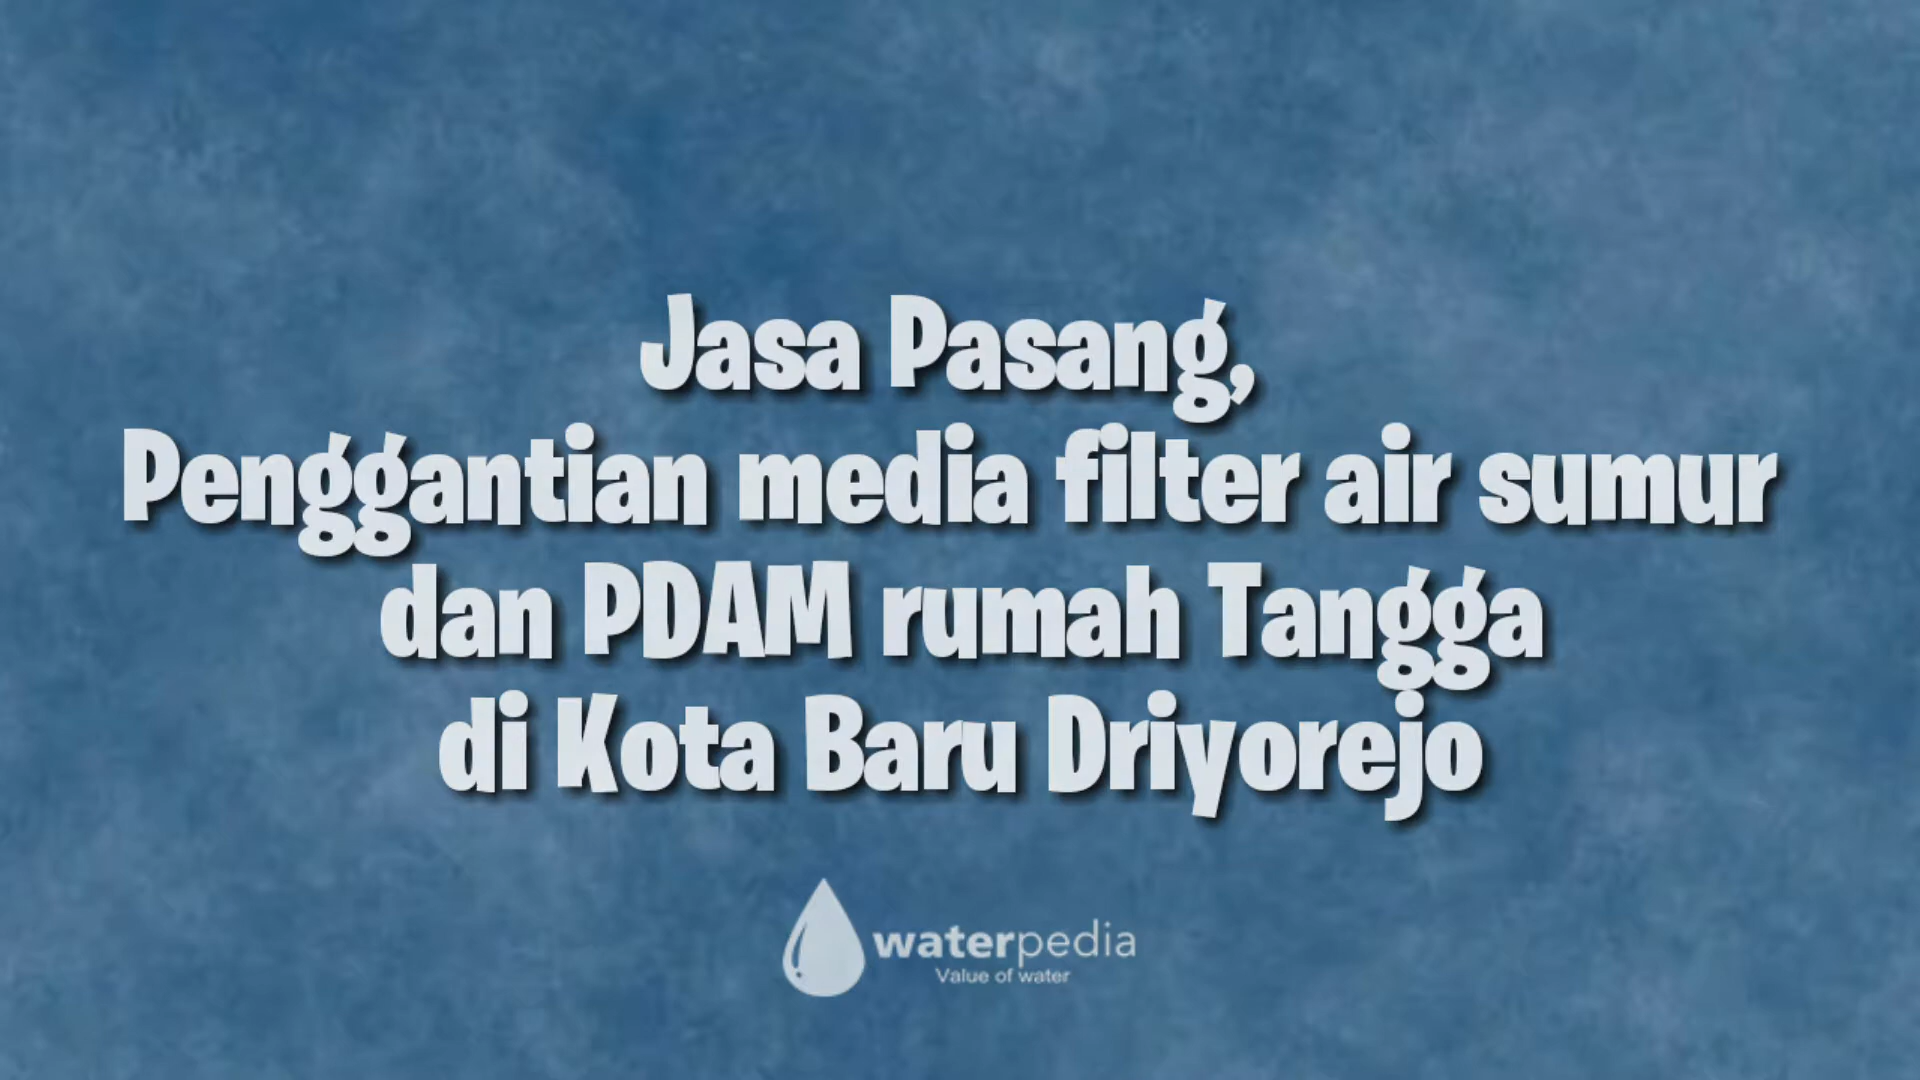 Jasa Pasang,
Penggantian media filter air sumur
dan PDAM rumah Tangga
di Kota Baru Driyorejo
waterpedia
Value of water